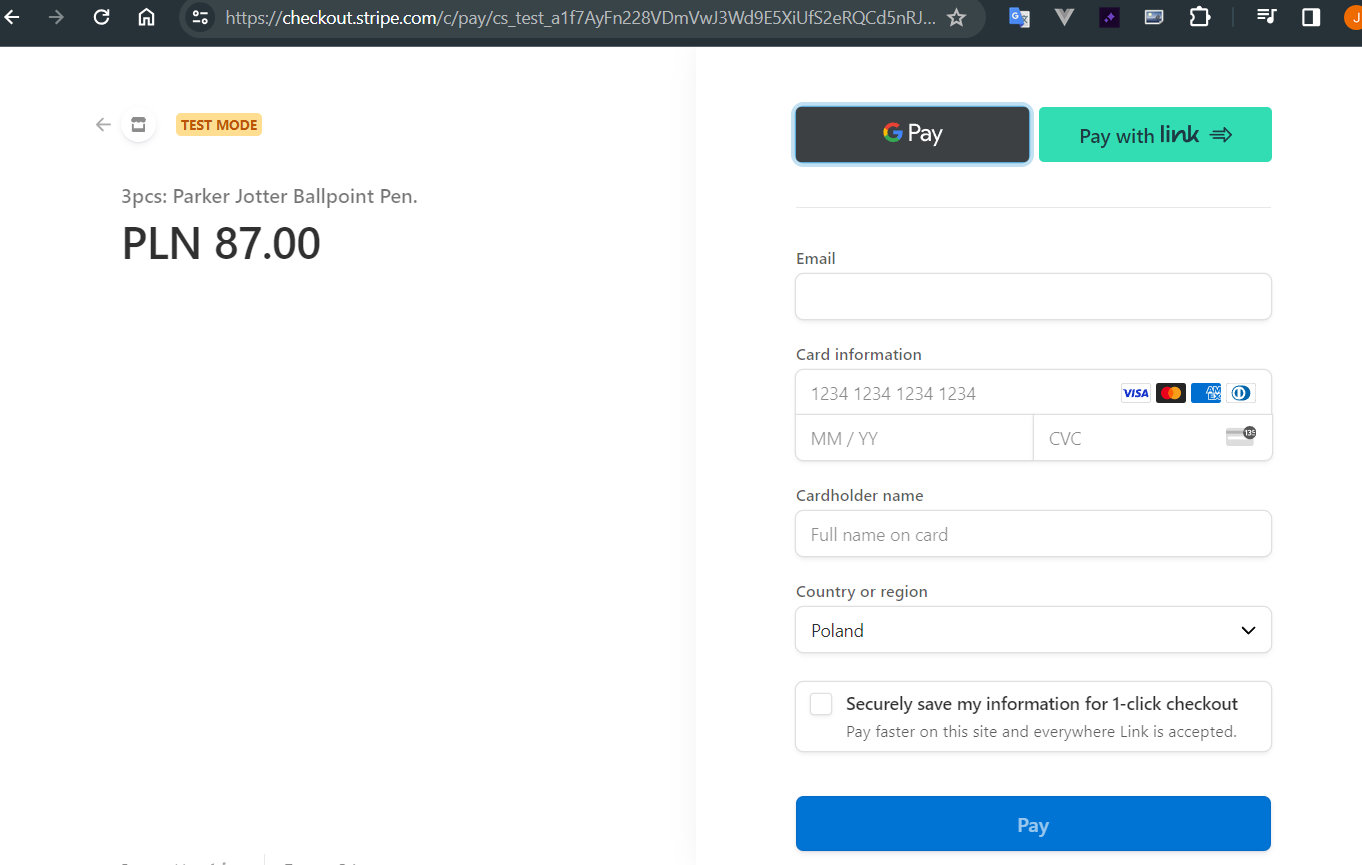 https://checkout.stripe.com/c/pay/cs_test_a1f7AyFn228VDmVwJ3Wd9E5XiUfS2eRQCd5nRJ...
J
TEST MODE
3pcs: Parker Jotter Ballpoint Pen.
PLN 87.00
G Pay
Pay with link
Email
Card information
1234 1234 1234 1234
VISA
AM
EX
MM / YY
CVC
135
Cardholder name
Full name on card
Country or region
Poland
Securely save my information for 1-click checkout
Pay faster on this site and everywhere Link is accepted.
Pay